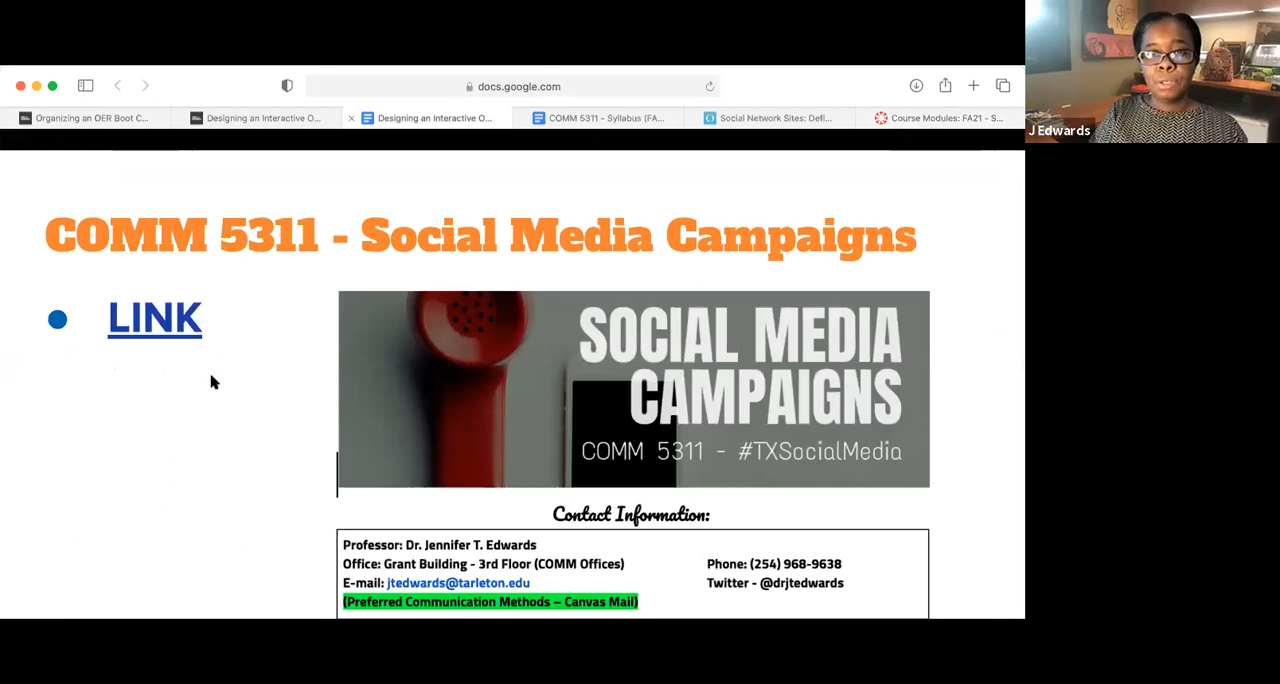 docs.google.com
Organizing an OER Boot C...
Designing an Interactive O...
Designing an Interactive O...
COMM 5311 - Syllabus (FA...
Social Network Sites: Defi...
Course Modules: FA21 - S...
J Edwards
COMM 5311 - Social Media Campaigns
LINK
SOCIAL MEDIA
CAMPAIGNS
COMM 5311 - #TXSocialMedia
Contact Information:
Professor: Dr. Jennifer T. Edwards
Office: Grant Building - 3rd Floor (COMM Offices)
Phone: (254) 968-9638
E-mail: jtedwards@tarleton.edu
Twitter - @drjtedwards
(Preferred Communication Methods – Canvas Mail)